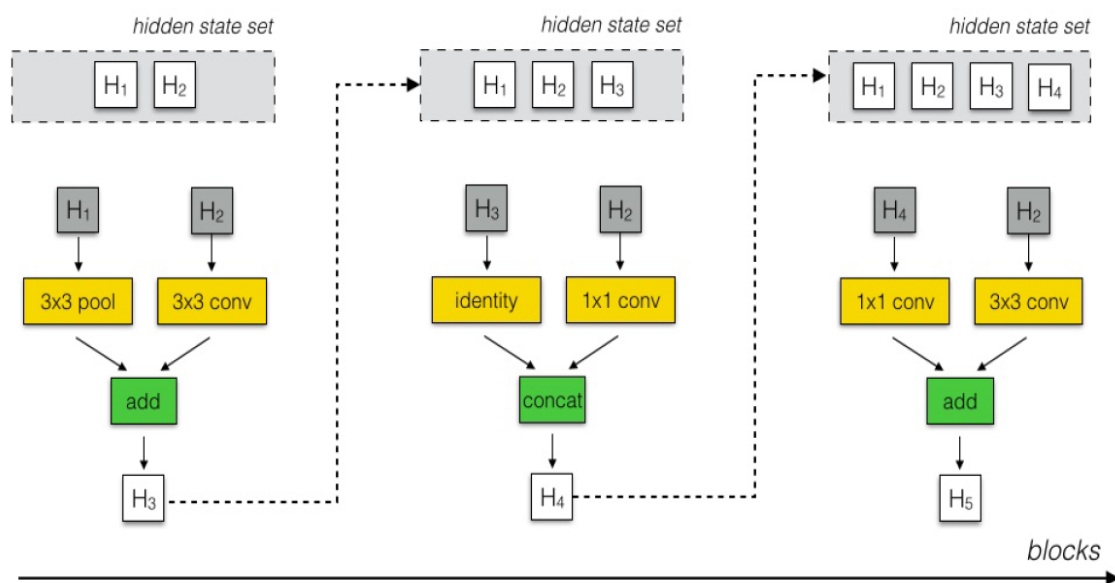 hidden state set
hidden state set
hidden state set
H₁ H₂
H₁ H₂ H₃
H₁ H₂ H₃ H₄
H₁ H₂
H₃ H₂
H₄ H₂
3x3 pool 3x3 conv
identity 1x1 conv
1x1 conv 3x3 conv
add
concat
add
H₃
H₄
H₅
blocks